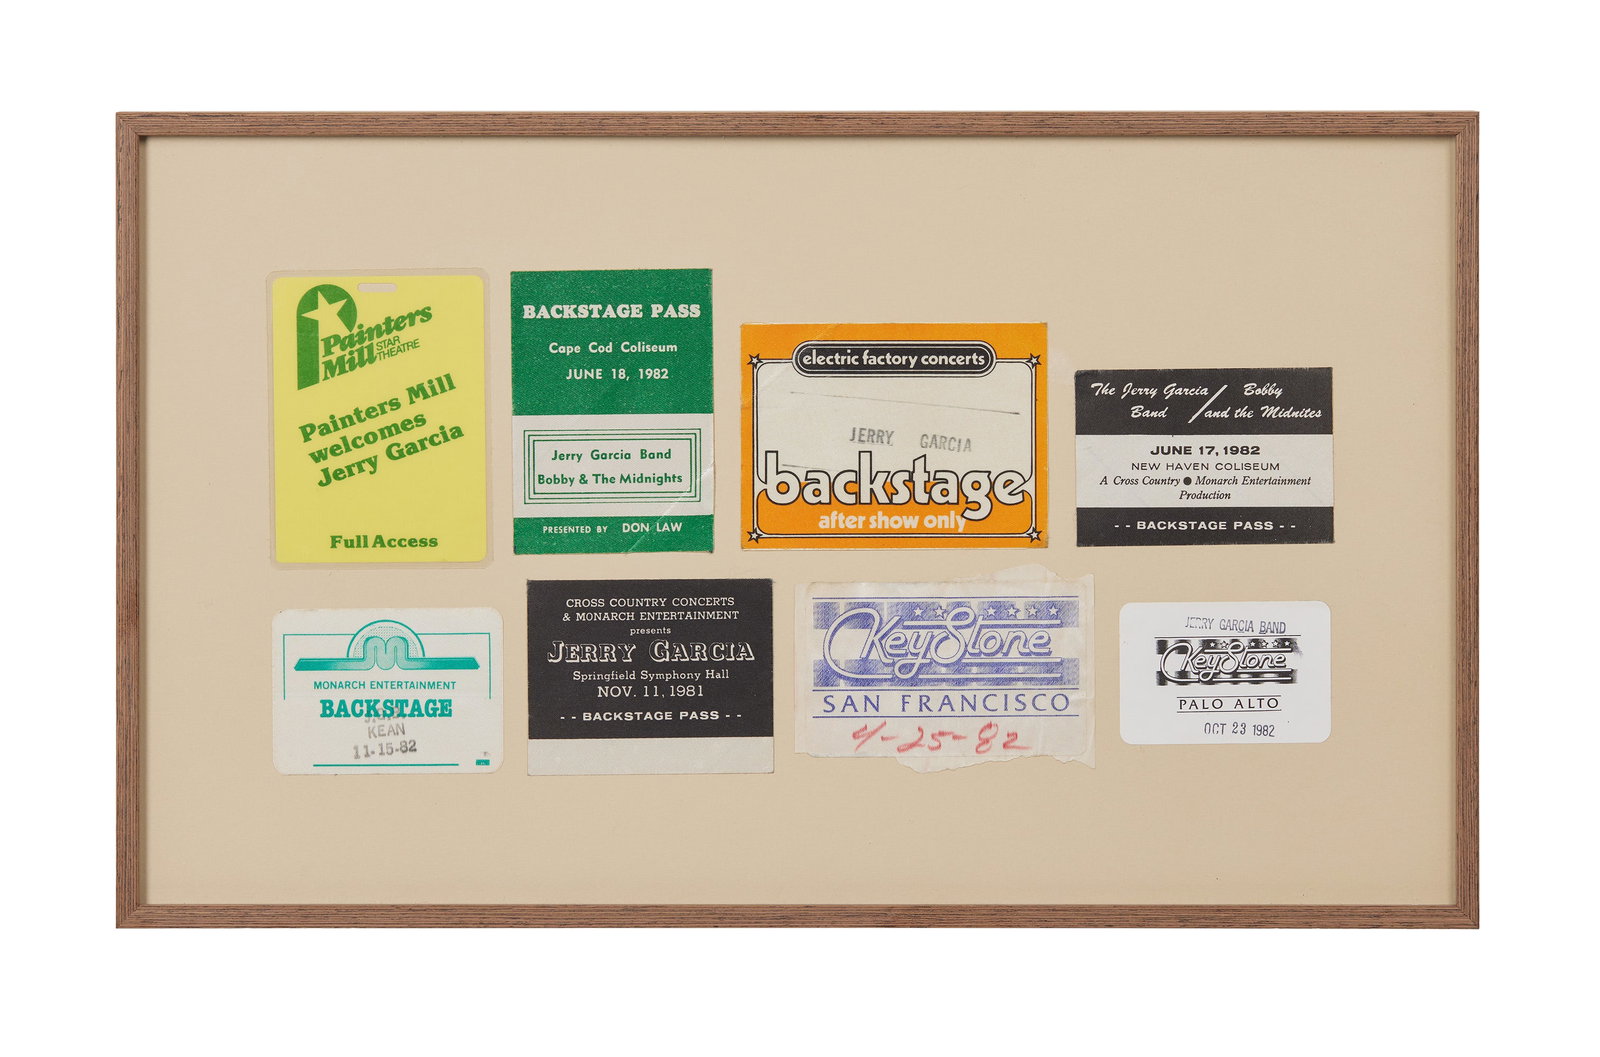 Painters
Mill STAR
THEATRE
Painters Mill
welcomes
Jerry Garcia
Full Access
BACKSTAGE PASS
Cape Cod Coliseum
JUNE 18, 1982
Jerry Garcia Band
Bobby & The Midnights
PRESENTED BY DON LAW
electric factory concerts
JERRY GARCIA
backstage
after show only
The Jerry Garcia / Bobby
Band / and the Midnites
JUNE 17, 1982
NEW HAVEN COLISEUM
A Cross Country ● Monarch Entertainment
Production
- - BACKSTAGE PASS - -
MONARCH ENTERTAINMENT
BACKSTAGE
KEAN
11-15-82
CROSS COUNTRY CONCERTS
& MONARCH ENTERTAINMENT
presents
JERRY GARCIA
Springfield Symphony Hall
NOV. 11, 1981
- - BACKSTAGE PASS - -
KeyStone
SAN FRANCISCO
4-25-82
JERRY GARCIA BAND
KeyStone
PALO ALTO
OCT 23 1982